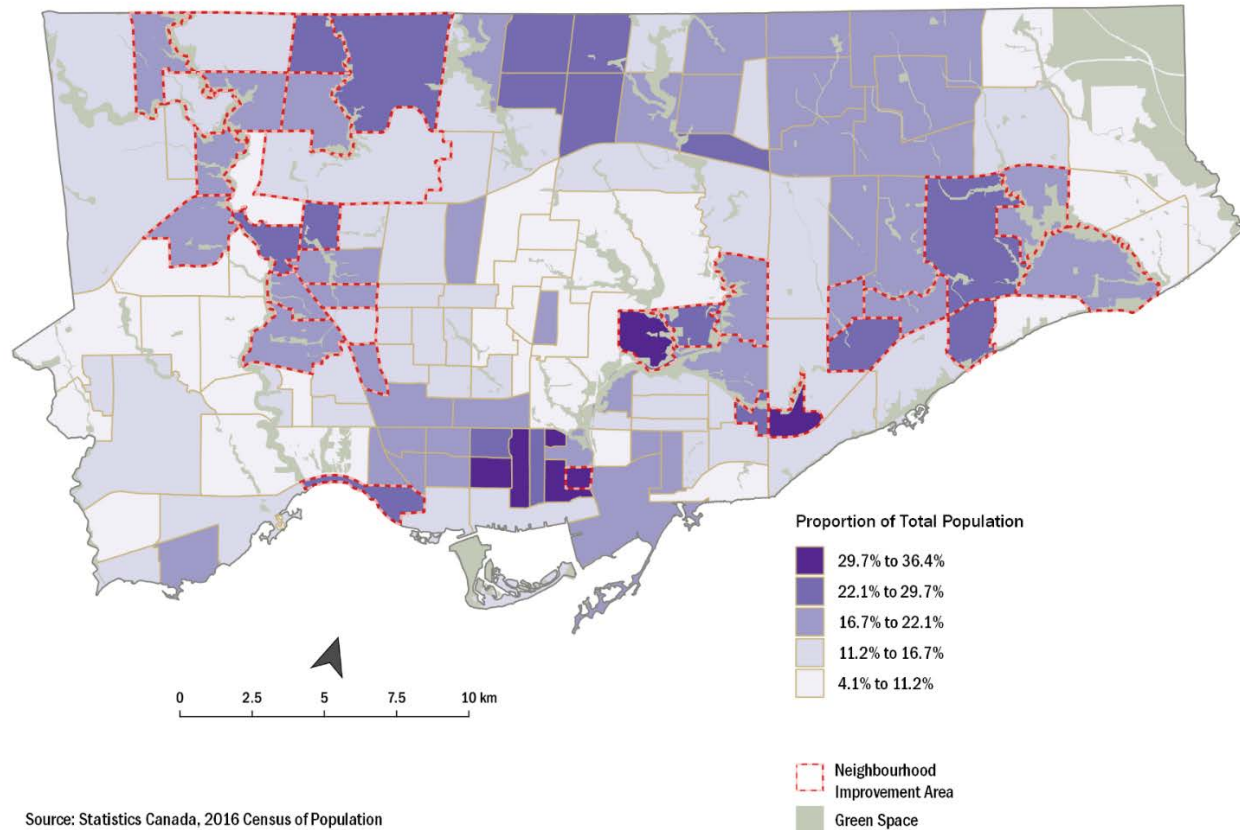 Proportion of Total Population
29.7% to 36.4%
22.1% to 29.7%
16.7% to 22.1%
11.2% to 16.7%
4.1% to 11.2%
0 2.5 5 7.5 10 km
Neighbourhood
Improvement Area
Green Space
Source: Statistics Canada, 2016 Census of Population